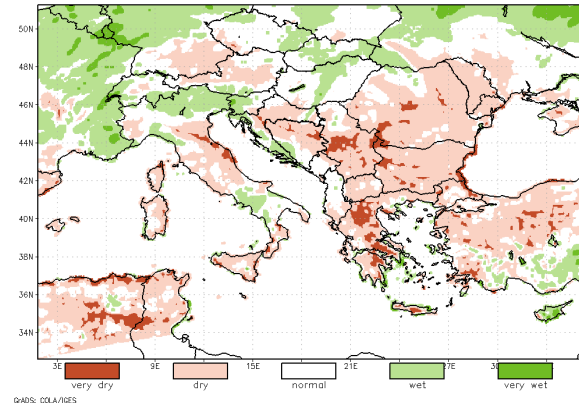 50N
48N
46N
44N
42N
40N
38N
36N
34N
3E 9E 15E 21E 27E 3
very dry dry normal wet very wet
GrADS: COLA/IGES